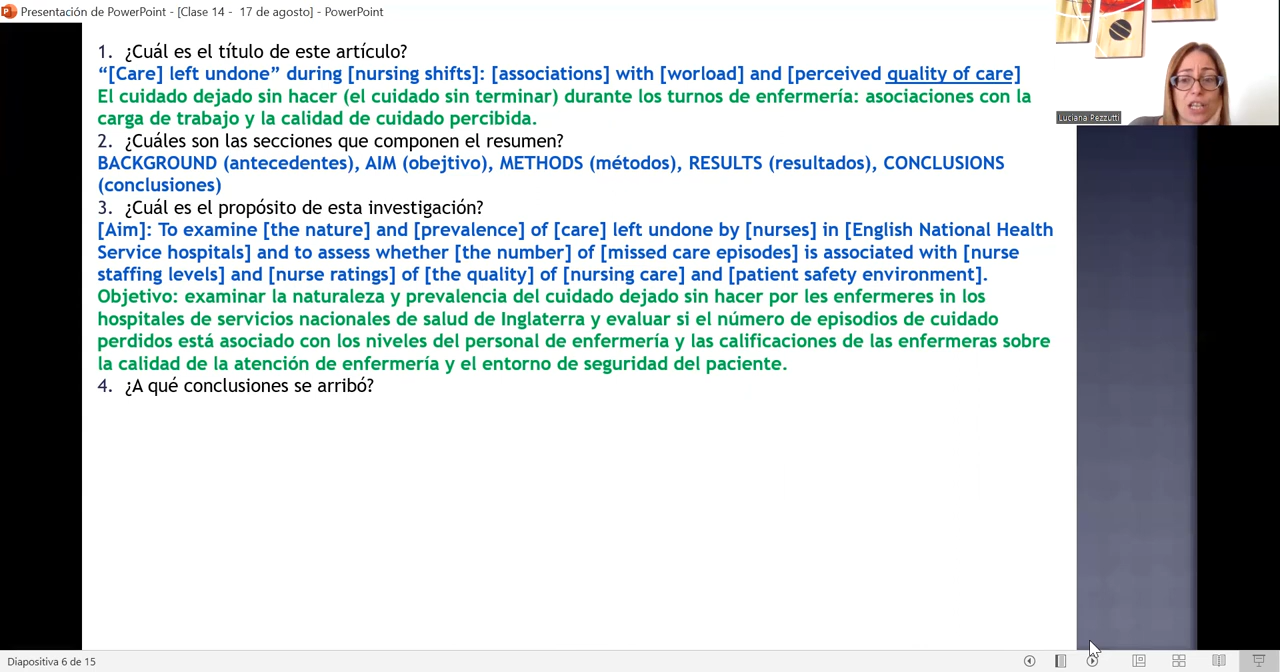 Presentación de PowerPoint - [Clase 14 - 17 de agosto] - PowerPoint
1. ¿Cuál es el título de este artículo?
“[Care] left undone” during [nursing shifts]: [associations] with [worload] and [perceived quality of care]
El cuidado dejado sin hacer (el cuidado sin terminar) durante los turnos de enfermería: asociaciones con la
carga de trabajo y la calidad de cuidado percibida.
2. ¿Cuáles son las secciones que componen el resumen?
BACKGROUND (antecedentes), AIM (obejtivo), METHODS (métodos), RESULTS (resultados), CONCLUSIONS
(conclusiones)
3. ¿Cuál es el propósito de esta investigación?
[Aim]: To examine [the nature] and [prevalence] of [care] left undone by [nurses] in [English National Health
Service hospitals] and to assess whether [the number] of [missed care episodes] is associated with [nurse
staffing levels] and [nurse ratings] of [the quality] of [nursing care] and [patient safety environment].
Objetivo: examinar la naturaleza y prevalencia del cuidado dejado sin hacer por les enfermeres in los
hospitales de servicios nacionales de salud de Inglaterra y evaluar si el número de episodios de cuidado
perdidos está asociado con los niveles del personal de enfermería y las calificaciones de las enfermeras sobre
la calidad de la atención de enfermería y el entorno de seguridad del paciente.
4. ¿A qué conclusiones se arribó?
Luciana Pezzutti
Diapositiva 6 de 15